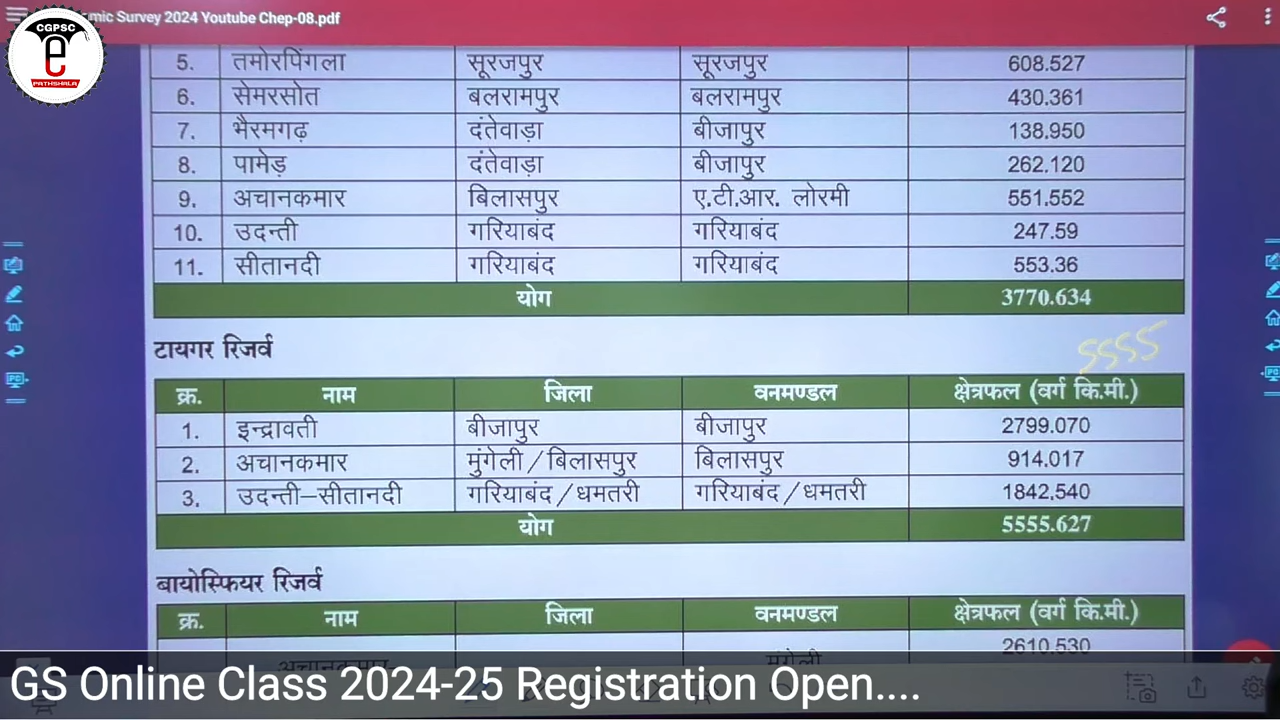 mic Survey 2024 Youtube Chep-08.pdf
CGPSC
e
PATHSHALA
5. तमोरपिंगला सूरजपुर सूरजपुर 608.527
6. सेमरसोत बलरामपुर बलरामपुर 430.361
7. भैरमगढ़ दंतेवाड़ा बीजापुर 138.950
8. पामेड़ दंतेवाड़ा बीजापुर 262.120
9. अचानकमार बिलासपुर ए.टी.आर. लोरमी 551.552
10. उदन्ती गरियाबंद गरियाबंद 247.59
11. सीतानदी गरियाबंद गरियाबंद 553.36
योग 3770.634
टायगर रिजर्व
5555
क्र. नाम जिला वनमण्डल क्षेत्रफल (वर्ग कि.मी.)
1. इन्द्रावती बीजापुर बीजापुर 2799.070
2. अचानकमार मुंगेली/बिलासपुर बिलासपुर 914.017
3. उदन्ती–सीतानदी गरियाबंद/धमतरी गरियाबंद/धमतरी 1842.540
योग 5555.627
बायोस्फियर रिजर्व
क्र. नाम जिला वनमण्डल क्षेत्रफल (वर्ग कि.मी.)
अचानकमार मुंगेली 2610.530
GS Online Class 2024-25 Registration Open....